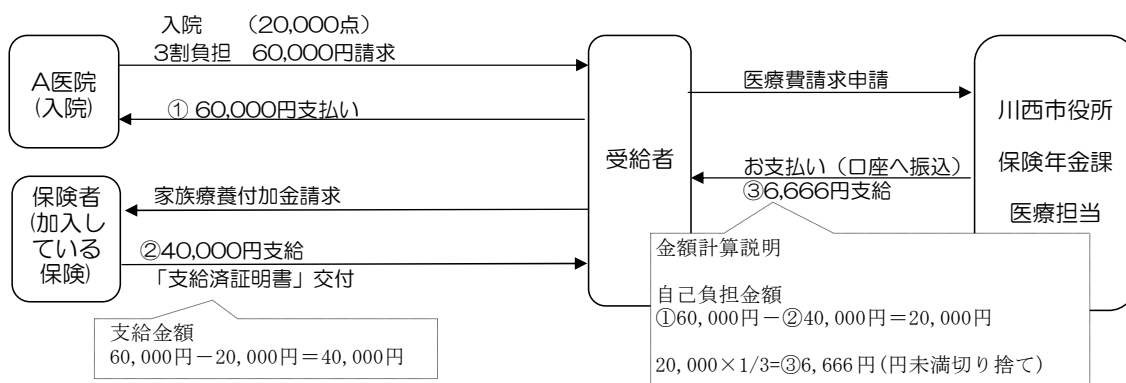 入院　（20,000点）
3割負担　60,000円請求
A医院
(入院)
① 60,000円支払い
受給者
医療費請求申請
川西市役所
保険年金課
医療担当
お支払い（口座へ振込）
③6,666円支給
保険者
(加入し
ている
保険)
家族療養付加金請求
②40,000円支給
「支給済証明書」交付
支給金額
60,000円－20,000円＝40,000円
金額計算説明
自己負担金額
①60,000円－②40,000円＝20,000円
20,000×1/3=③6,666円(円未満切り捨て)